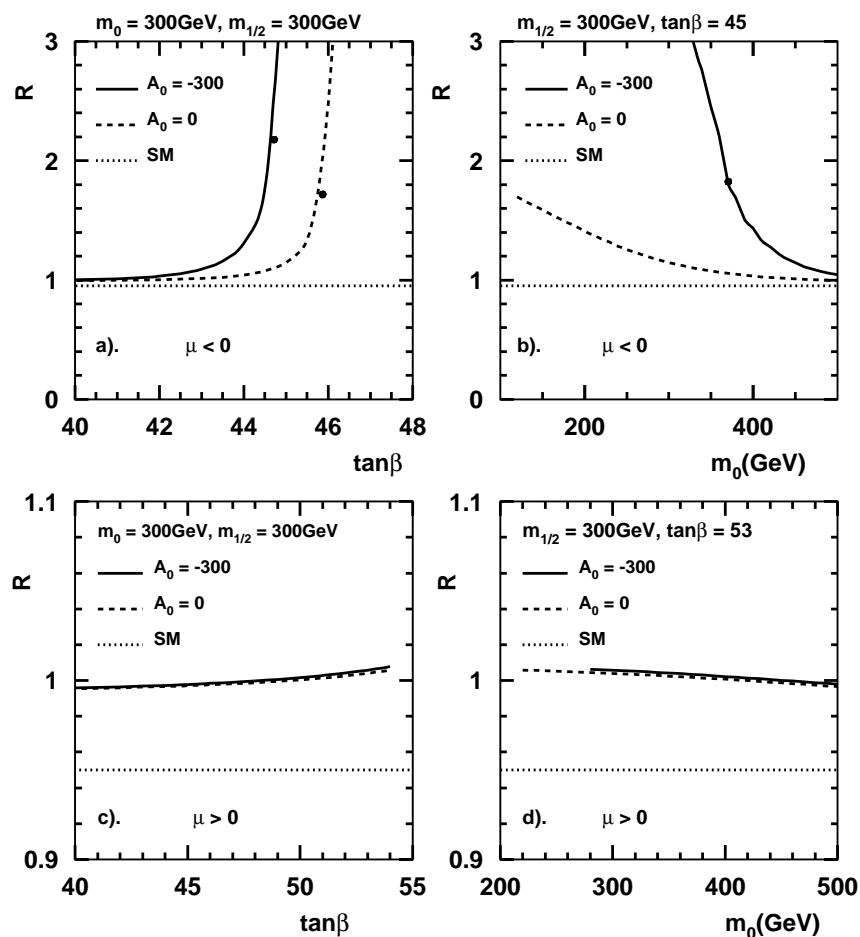 m0 = 300GeV, m1/2 = 300GeV
R
3
2
1
0
A0 = -300
A0 = 0
SM
a). μ < 0
40 42 44 46 48
tanβ
m1/2 = 300GeV, tanβ = 45
R
3
2
1
0
A0 = -300
A0 = 0
SM
b). μ < 0
200 400
m0(GeV)
R
1.1
1
0.9
m0 = 300GeV, m1/2 = 300GeV
A0 = -300
A0 = 0
SM
c). μ > 0
40 45 50 55
tanβ
R
1.1
1
0.9
m1/2 = 300GeV, tanβ = 53
A0 = -300
A0 = 0
SM
d). μ > 0
200 300 400 500
m0(GeV)